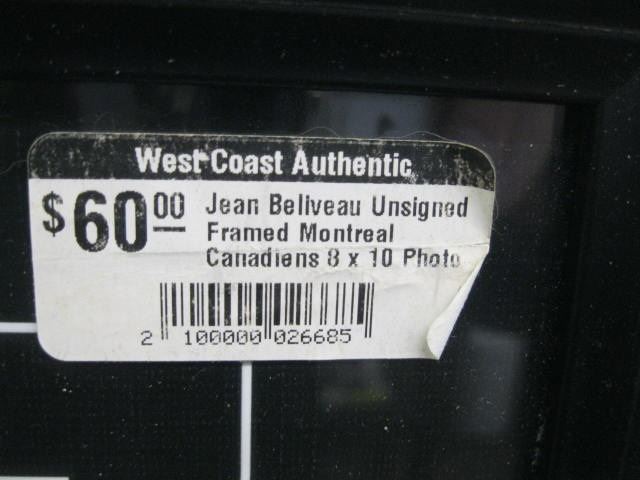 West Coast Authentic
$60.00 Jean Beliveau Unsigned
Framed Montreal
Canadiens 8 x 10 Photo
2 100000 026685